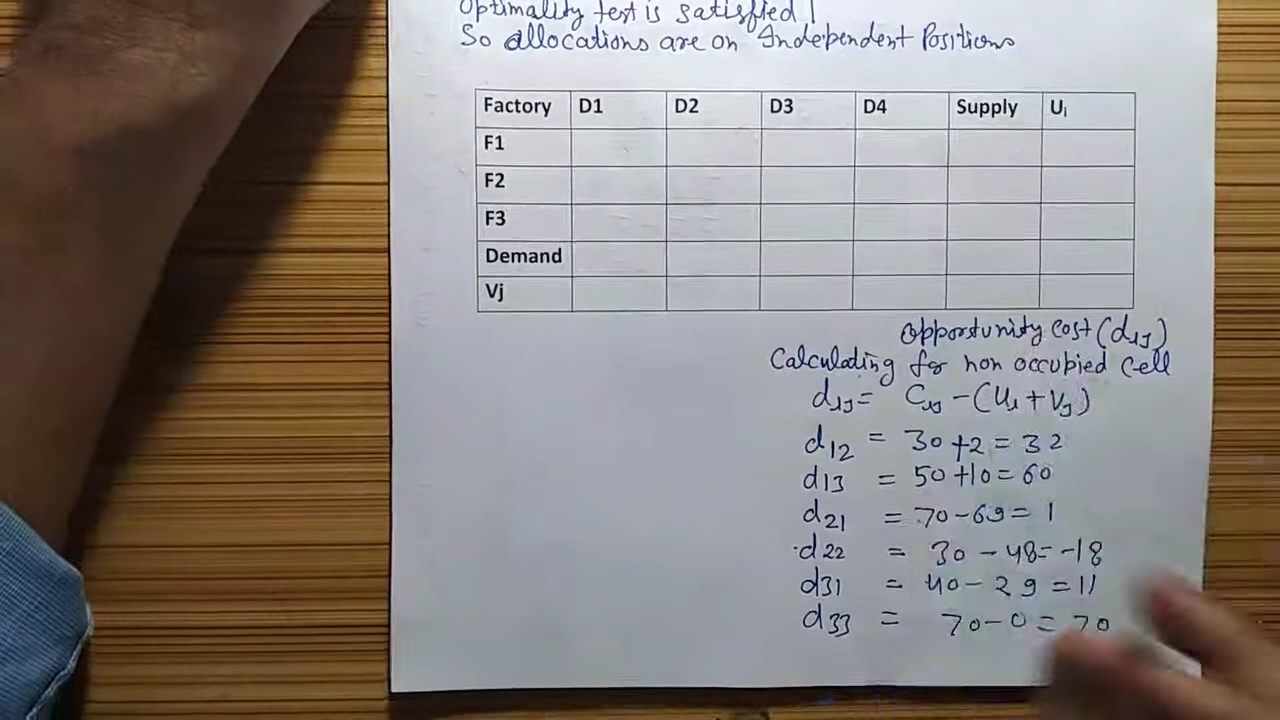 Optimality test is satisfied!
So allocations are on Independent Positions
Factory D1 D2 D3 D4 Supply Ui
F1
F2
F3
Demand
Vj
Opportunity cost (dij)
Calculating for non occupied cell
dij = Cij - (Ui + Vj)
d12 = 30 + 2 = 32
d13 = 50 + 10 = 60
d21 = 70 - 69 = 1
d22 = 30 - 48 = -18
d31 = 40 - 29 = 11
d33 = 70 - 0 = 70